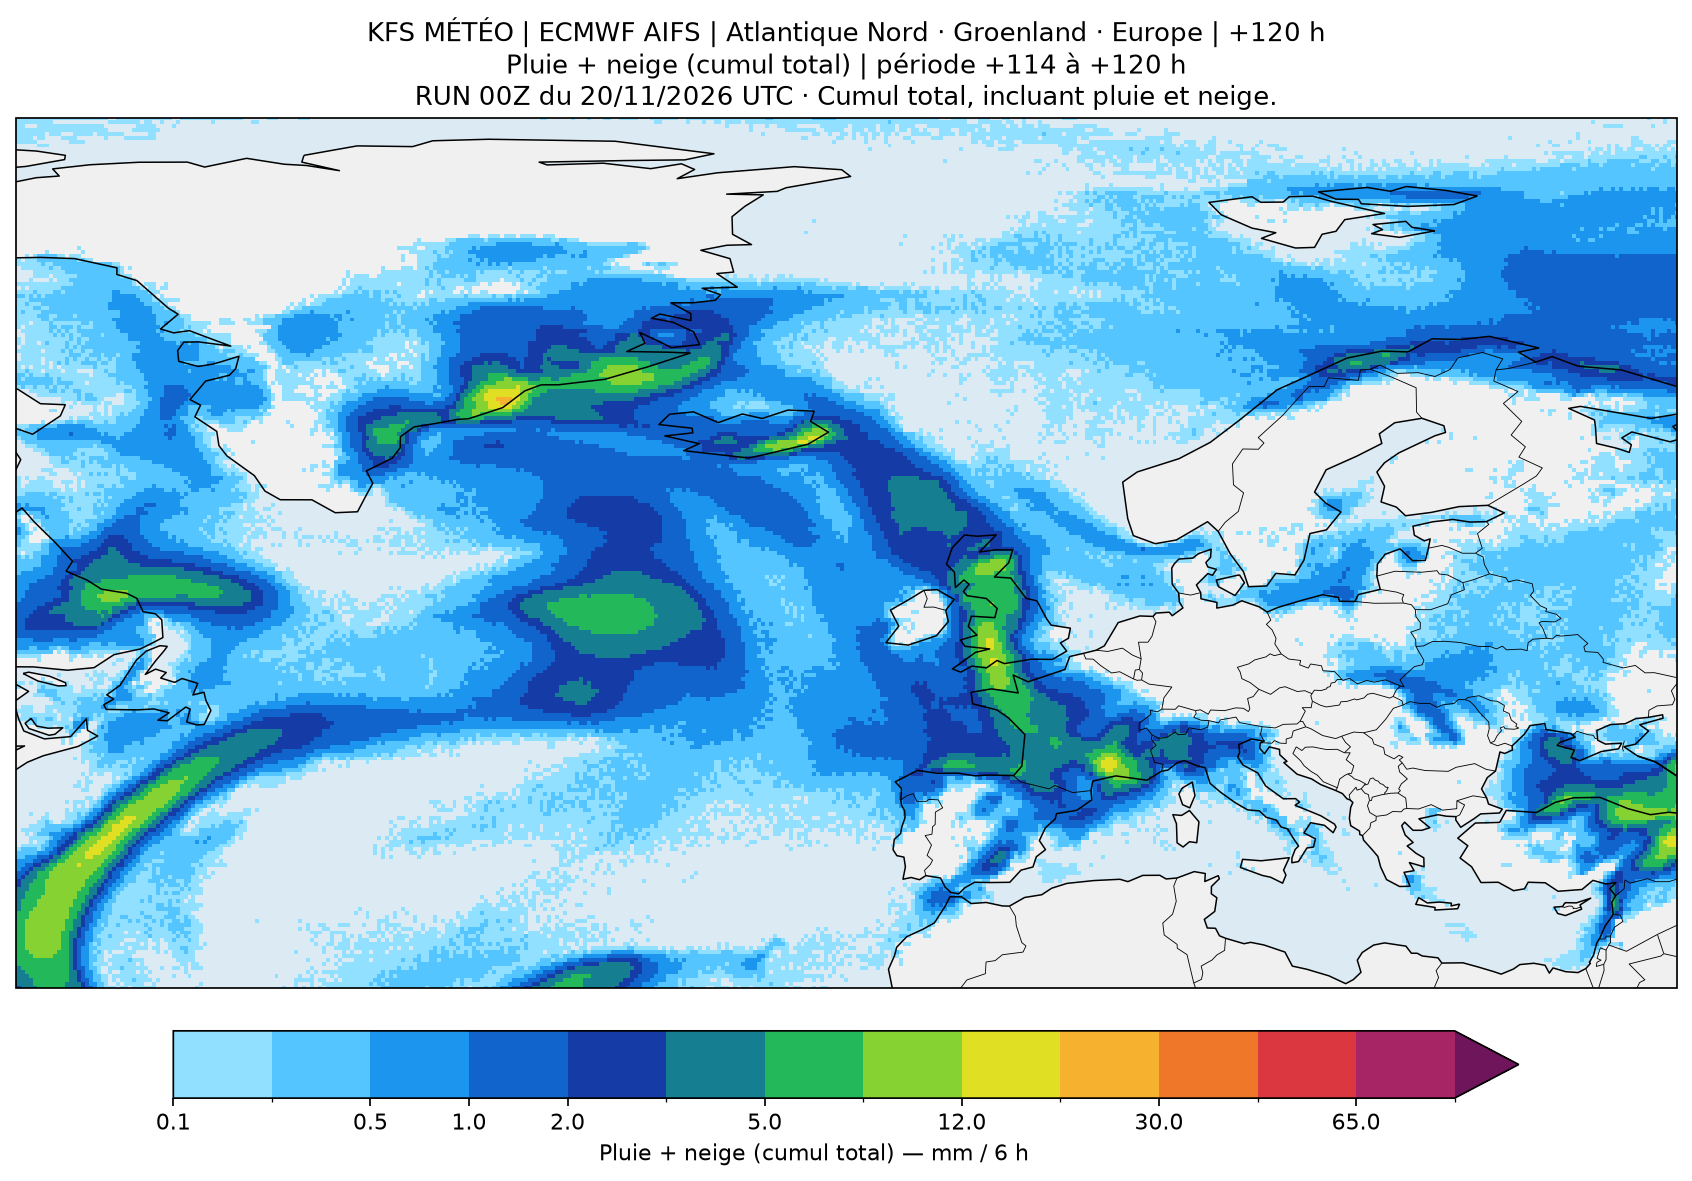 KFS MÉTÉO | ECMWF AIFS | Atlantique Nord · Groenland · Europe | +120 h
Pluie + neige (cumul total) | période +114 à +120 h
RUN 00Z du 20/11/2026 UTC · Cumul total, incluant pluie et neige.
0.1 0.5 1.0 2.0 5.0 12.0 30.0 65.0
Pluie + neige (cumul total) — mm / 6 h